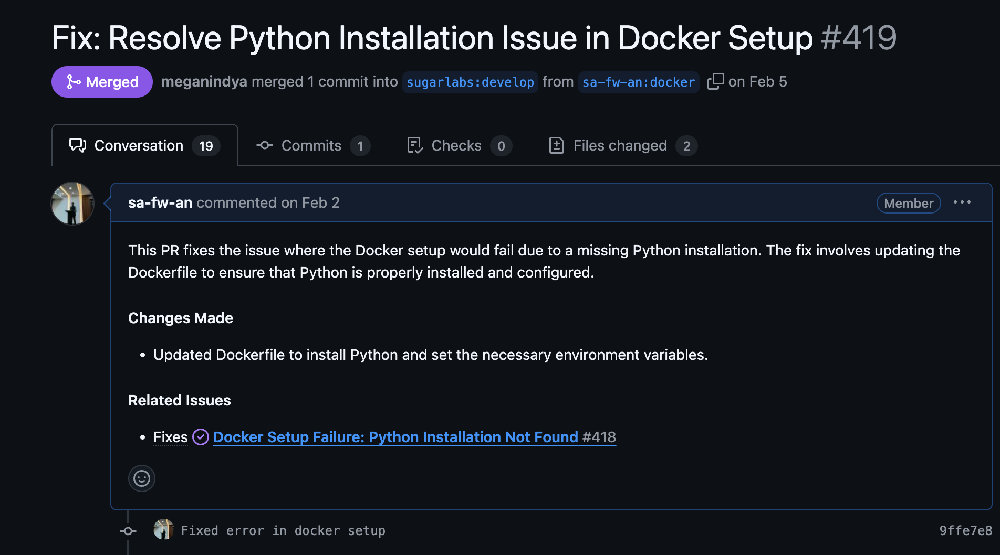 Fix: Resolve Python Installation Issue in Docker Setup #419
Merged meganindya merged 1 commit into sugarlabs:develop from sa-fw-an:docker on Feb 5
Conversation 19 Commits 1 Checks 0 Files changed 2
sa-fw-an commented on Feb 2 Member ...
This PR fixes the issue where the Docker setup would fail due to a missing Python installation. The fix involves updating the
Dockerfile to ensure that Python is properly installed and configured.
Changes Made
• Updated Dockerfile to install Python and set the necessary environment variables.
Related Issues
• Fixes Docker Setup Failure: Python Installation Not Found #418
Fixed error in docker setup 9ffe7e8